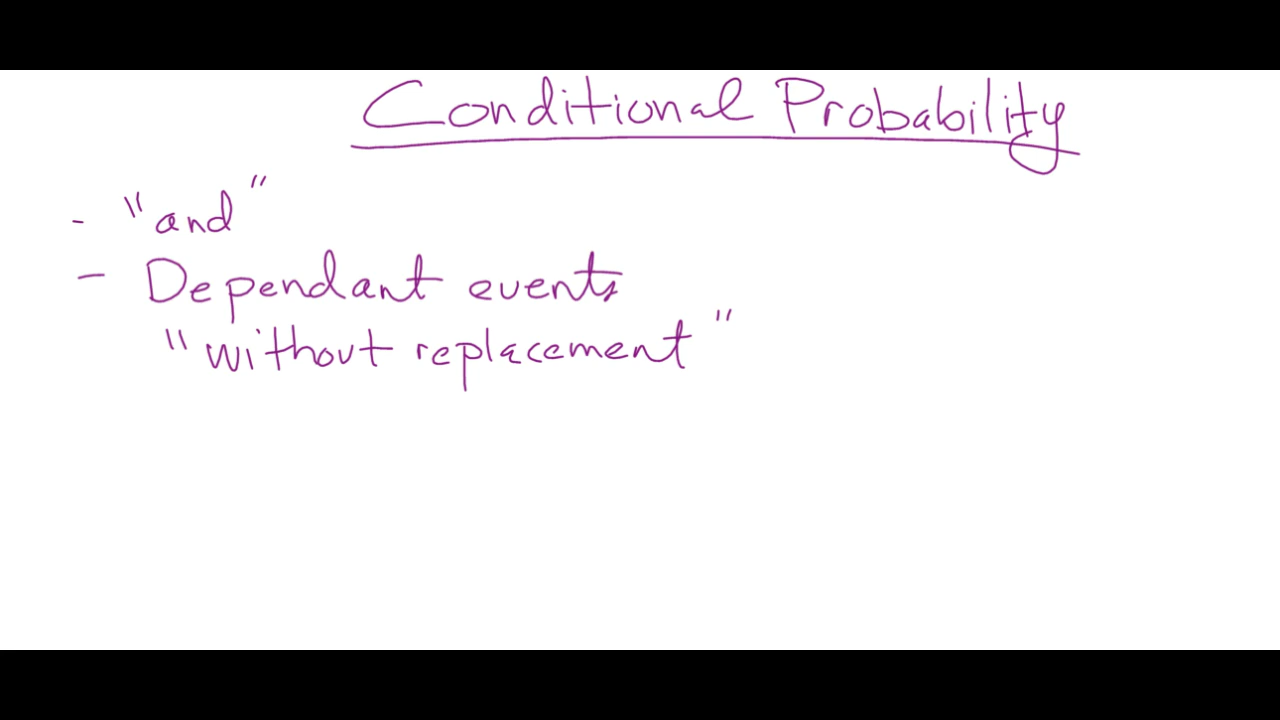 Conditional Probability
- "and"
- Dependant events
"without replacement"